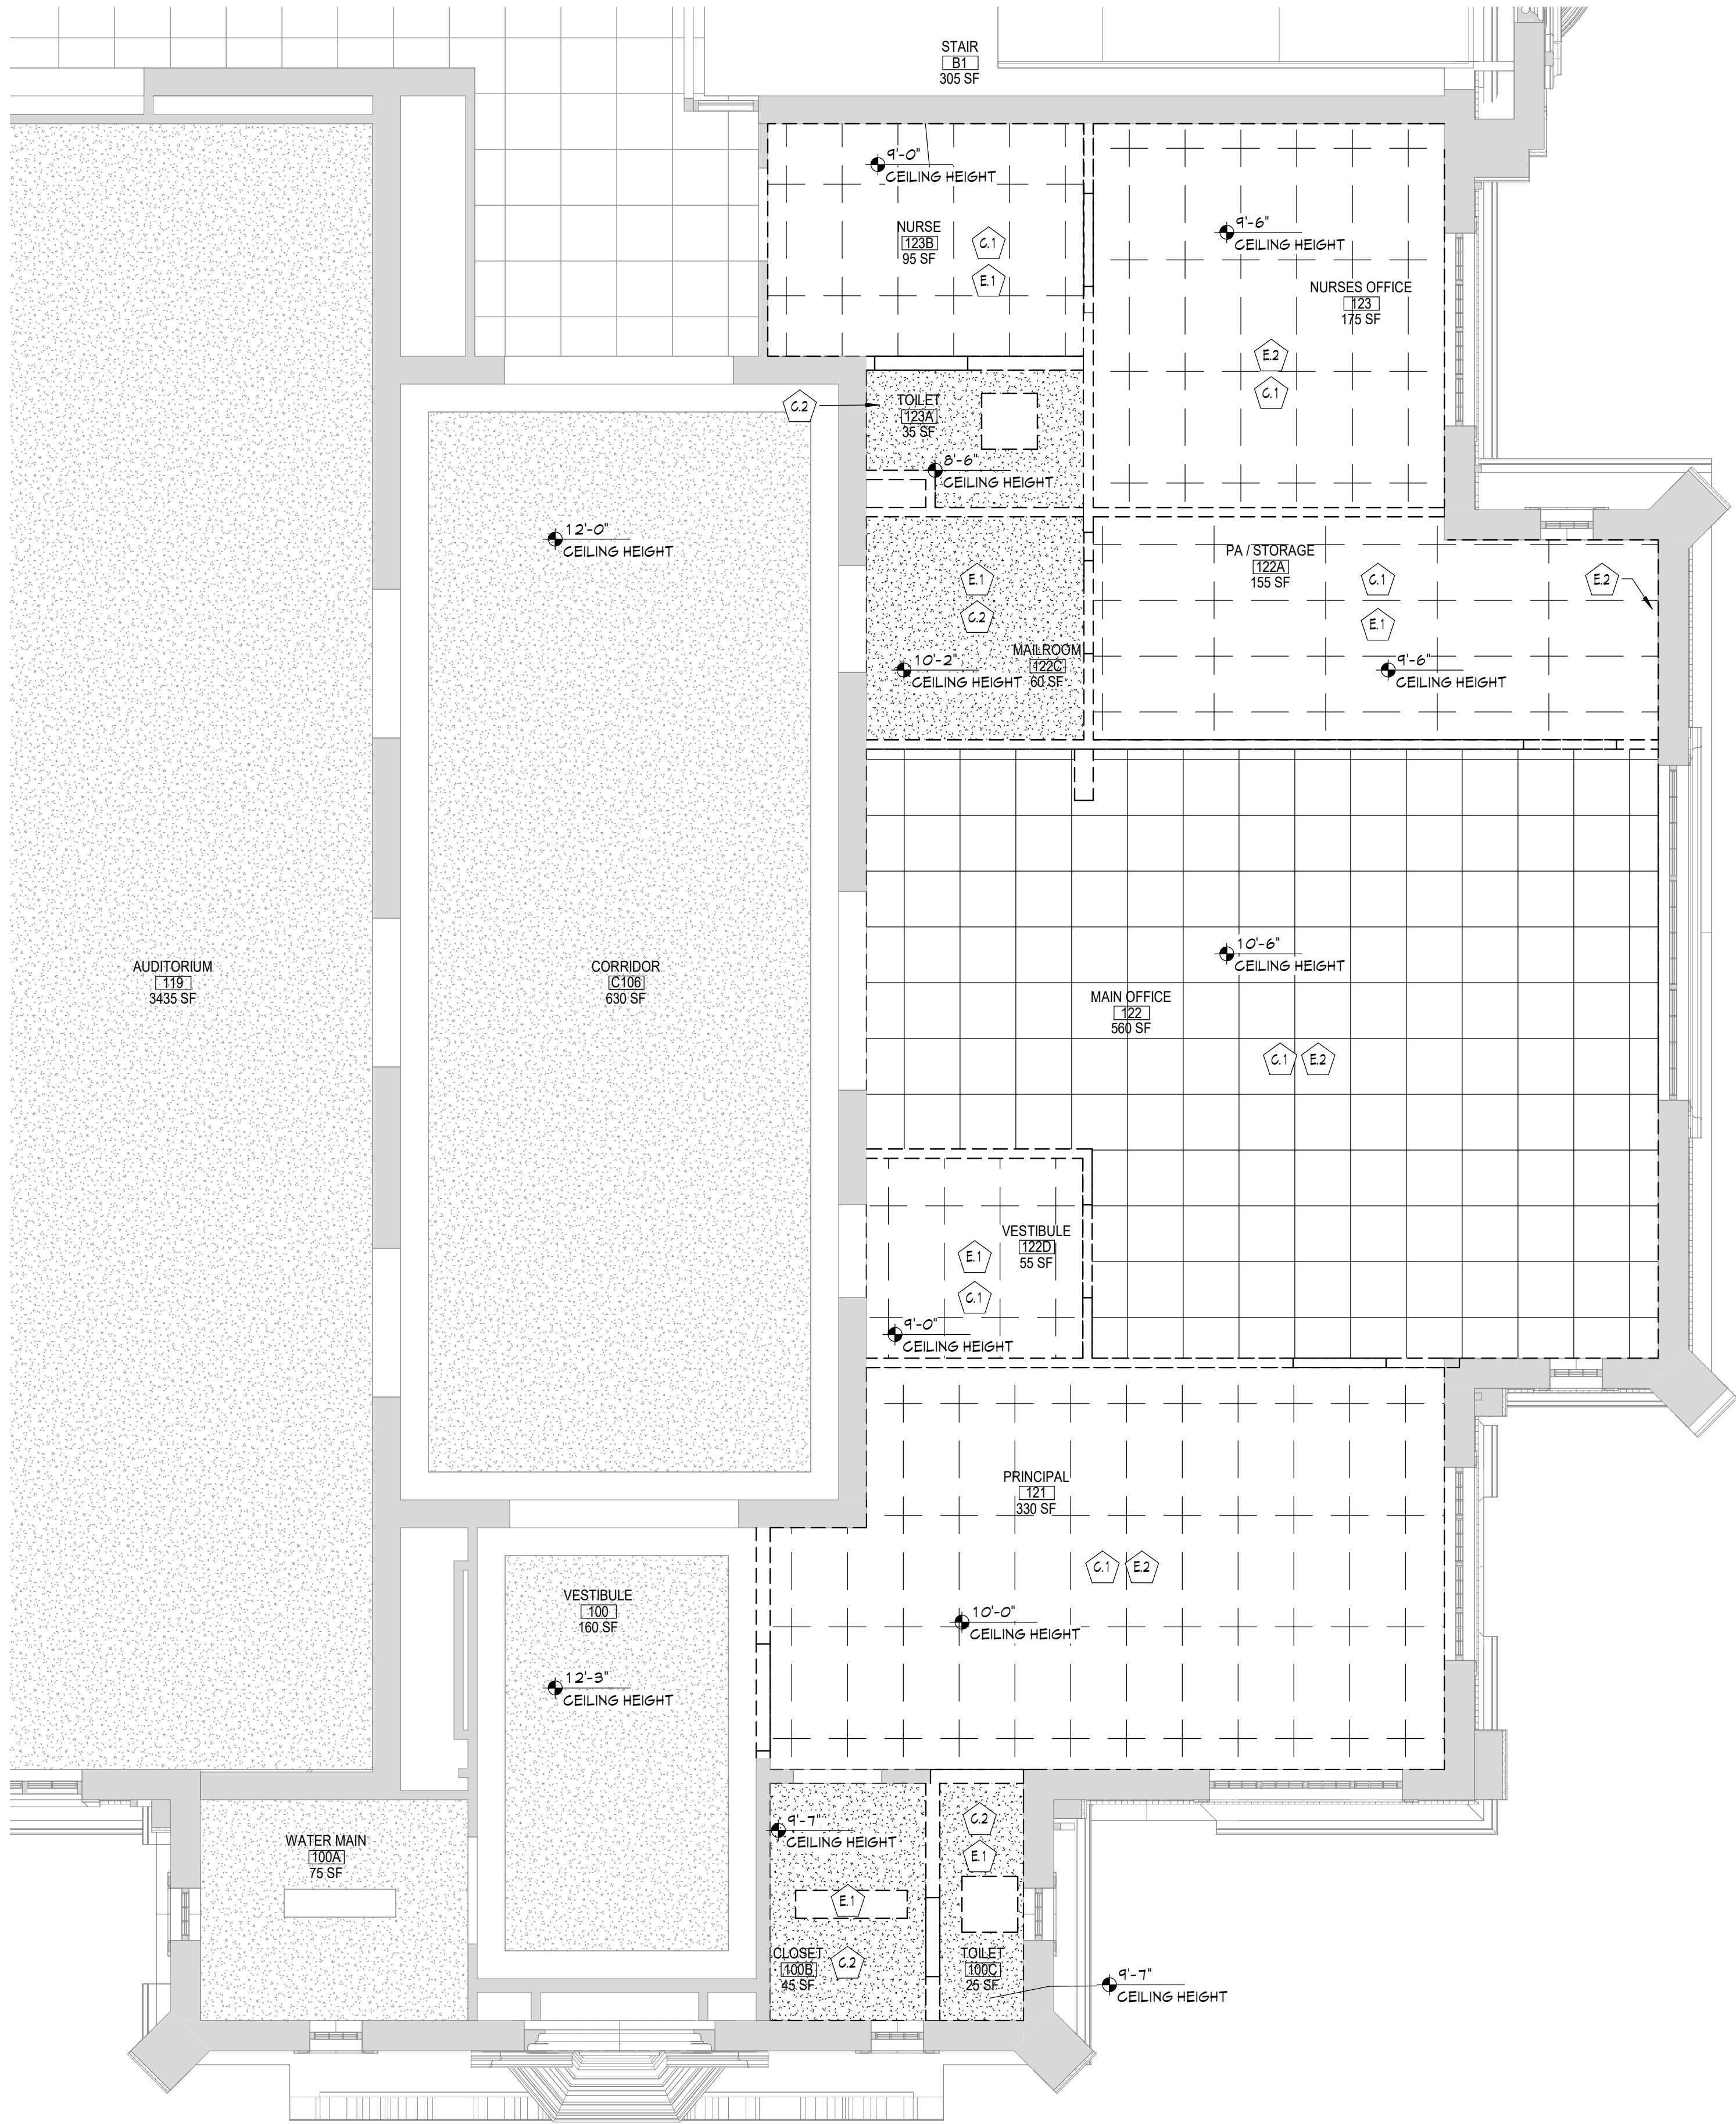 STAIR
B1
305 SF
9'-0"
CEILING HEIGHT
NURSE
123B
95 SF
C.1
E.1
9'-6"
CEILING HEIGHT
NURSES OFFICE
123
175 SF
E.2
C.1
C.2
TOILET
123A
35 SF
8'-6"
CEILING HEIGHT
12'-0"
CEILING HEIGHT
E.1
C.2
MAILROOM
122C
60 SF
10'-2"
CEILING HEIGHT
PA / STORAGE
122A
155 SF
C.1
E.1
E.2
9'-6"
CEILING HEIGHT
AUDITORIUM
119
3435 SF
CORRIDOR
C106
630 SF
10'-6"
CEILING HEIGHT
MAIN OFFICE
122
560 SF
C.1
E.2
VESTIBULE
122D
55 SF
E.1
C.1
9'-0"
CEILING HEIGHT
PRINCIPAL
121
330 SF
C.1
E.2
10'-0"
CEILING HEIGHT
VESTIBULE
100
160 SF
12'-3"
CEILING HEIGHT
WATER MAIN
100A
75 SF
9'-7"
CEILING HEIGHT
E.1
CLOSET
100B
45 SF
C.2
C.2
E.1
TOILET
100C
25 SF
9'-7"
CEILING HEIGHT